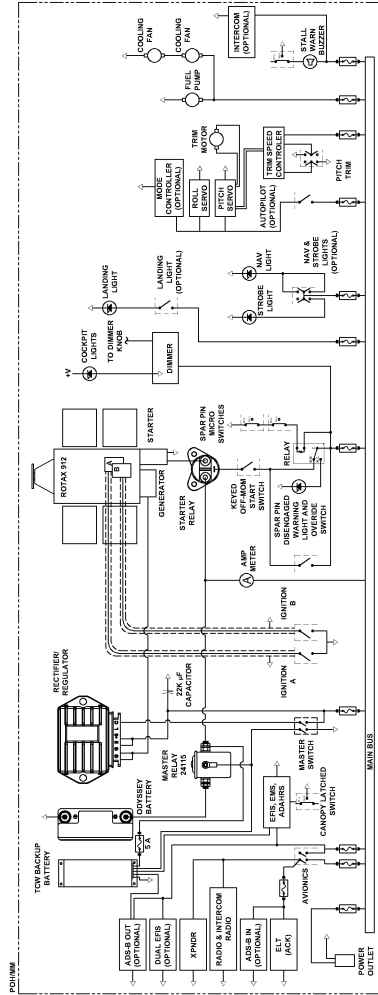 POH/MM
TCW BACKUP
BATTERY
RECTIFIER/
REGULATOR
ODYSSEY
BATTERY
5 A
22K µF
CAPACITOR
MASTER
RELAY
24115
ADS-B OUT
(OPTIONAL)
DUAL EFIS
(OPTIONAL)
XPNDR
RADIO & INTERCOM
RADIO
ADS-B IN
(OPTIONAL)
ELT
(ACK)
EFIS, EMS,
ADAHRS
CANOPY LATCHED
SWITCH
AVIONICS
POWER
OUTLET
MASTER
SWITCH
MAIN BUS
IGNITION
A
IGNITION
B
ROTAX 912
A
B
GENERATOR
STARTER
STARTER
RELAY
AMP
METER
A
KEYED
OFF-MOM
START
SWITCH
SPAR PIN
MICRO
SWITCHES
RELAY
SPAR PIN
DISENGAGED
WARNING
LIGHT AND
OVERIDE
SWITCH
+V
COCKPIT
LIGHTS
TO DIMMER
KNOB
DIMMER
LANDING
LIGHT
LANDING
LIGHT
(OPTIONAL)
STROBE
LIGHT
NAV
LIGHT
NAV &
STROBE
LIGHTS
(OPTIONAL)
MODE
CONTROLLER
(OPTIONAL)
ROLL
SERVO
PITCH
SERVO
TRIM
MOTOR
AUTOPILOT
(OPTIONAL)
TRIM SPEED
CONTROLER
PITCH
TRIM
FUEL
PUMP
COOLING
FAN
COOLING
FAN
INTERCOM
(OPTIONAL)
STALL
WARN
BUZZER